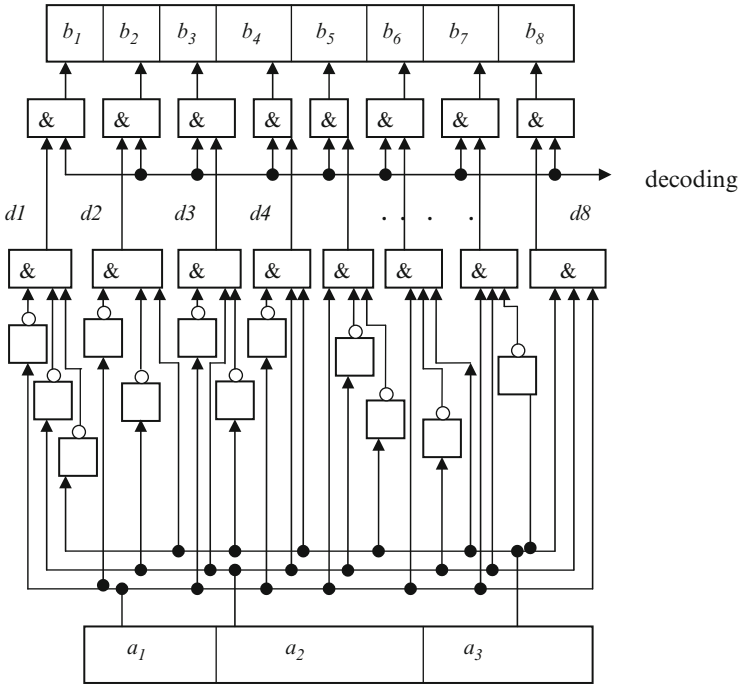 b1 b2 b3 b4 b5 b6 b7 b8
& & & & & & & &
decoding
d1 d2 d3 d4 . . . . d8
& & & & & & & &
a1 a2 a3